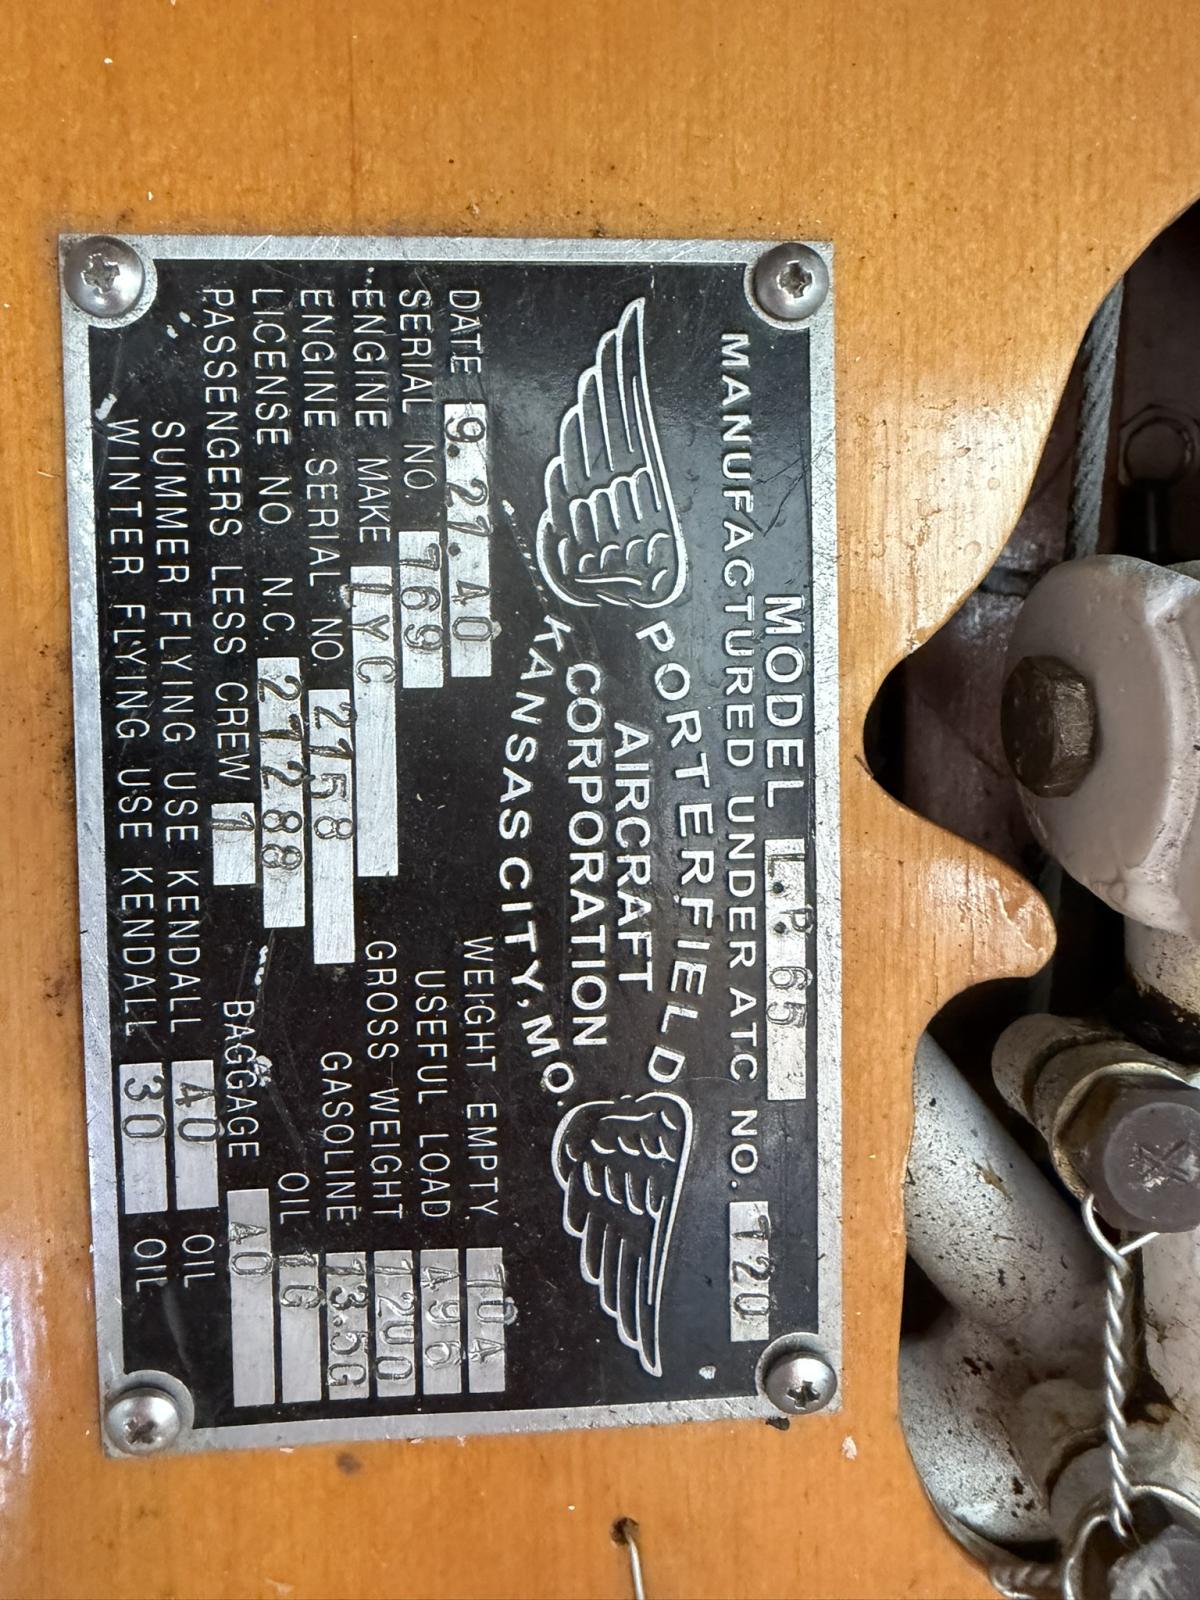 MODEL L.P.65
MANUFACTURED UNDER ATC NO. 720
PORTERFIELD
AIRCRAFT
CORPORATION
KANSAS CITY, MO.
DATE 9.27.40 WEIGHT EMPTY 704
SERIAL NO. 769 USEFUL LOAD 496
ENGINE MAKE LYC GROSS WEIGHT 1200
ENGINE SERIAL NO. 2758 GASOLINE 13.5G
LICENSE NO. N.C. 27288 OIL 1G
PASSENGERS LESS CREW 1 BAGGAGE 40
SUMMER FLYING USE KENDALL 40 OIL
WINTER FLYING USE KENDALL 30 OIL